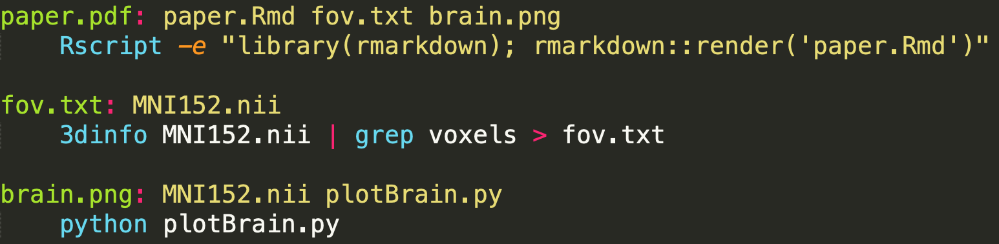 paper.pdf: paper.Rmd fov.txt brain.png
    Rscript -e "library(rmarkdown); rmarkdown::render('paper.Rmd')"
fov.txt: MNI152.nii
    3dinfo MNI152.nii | grep voxels > fov.txt
brain.png: MNI152.nii plotBrain.py
    python plotBrain.py